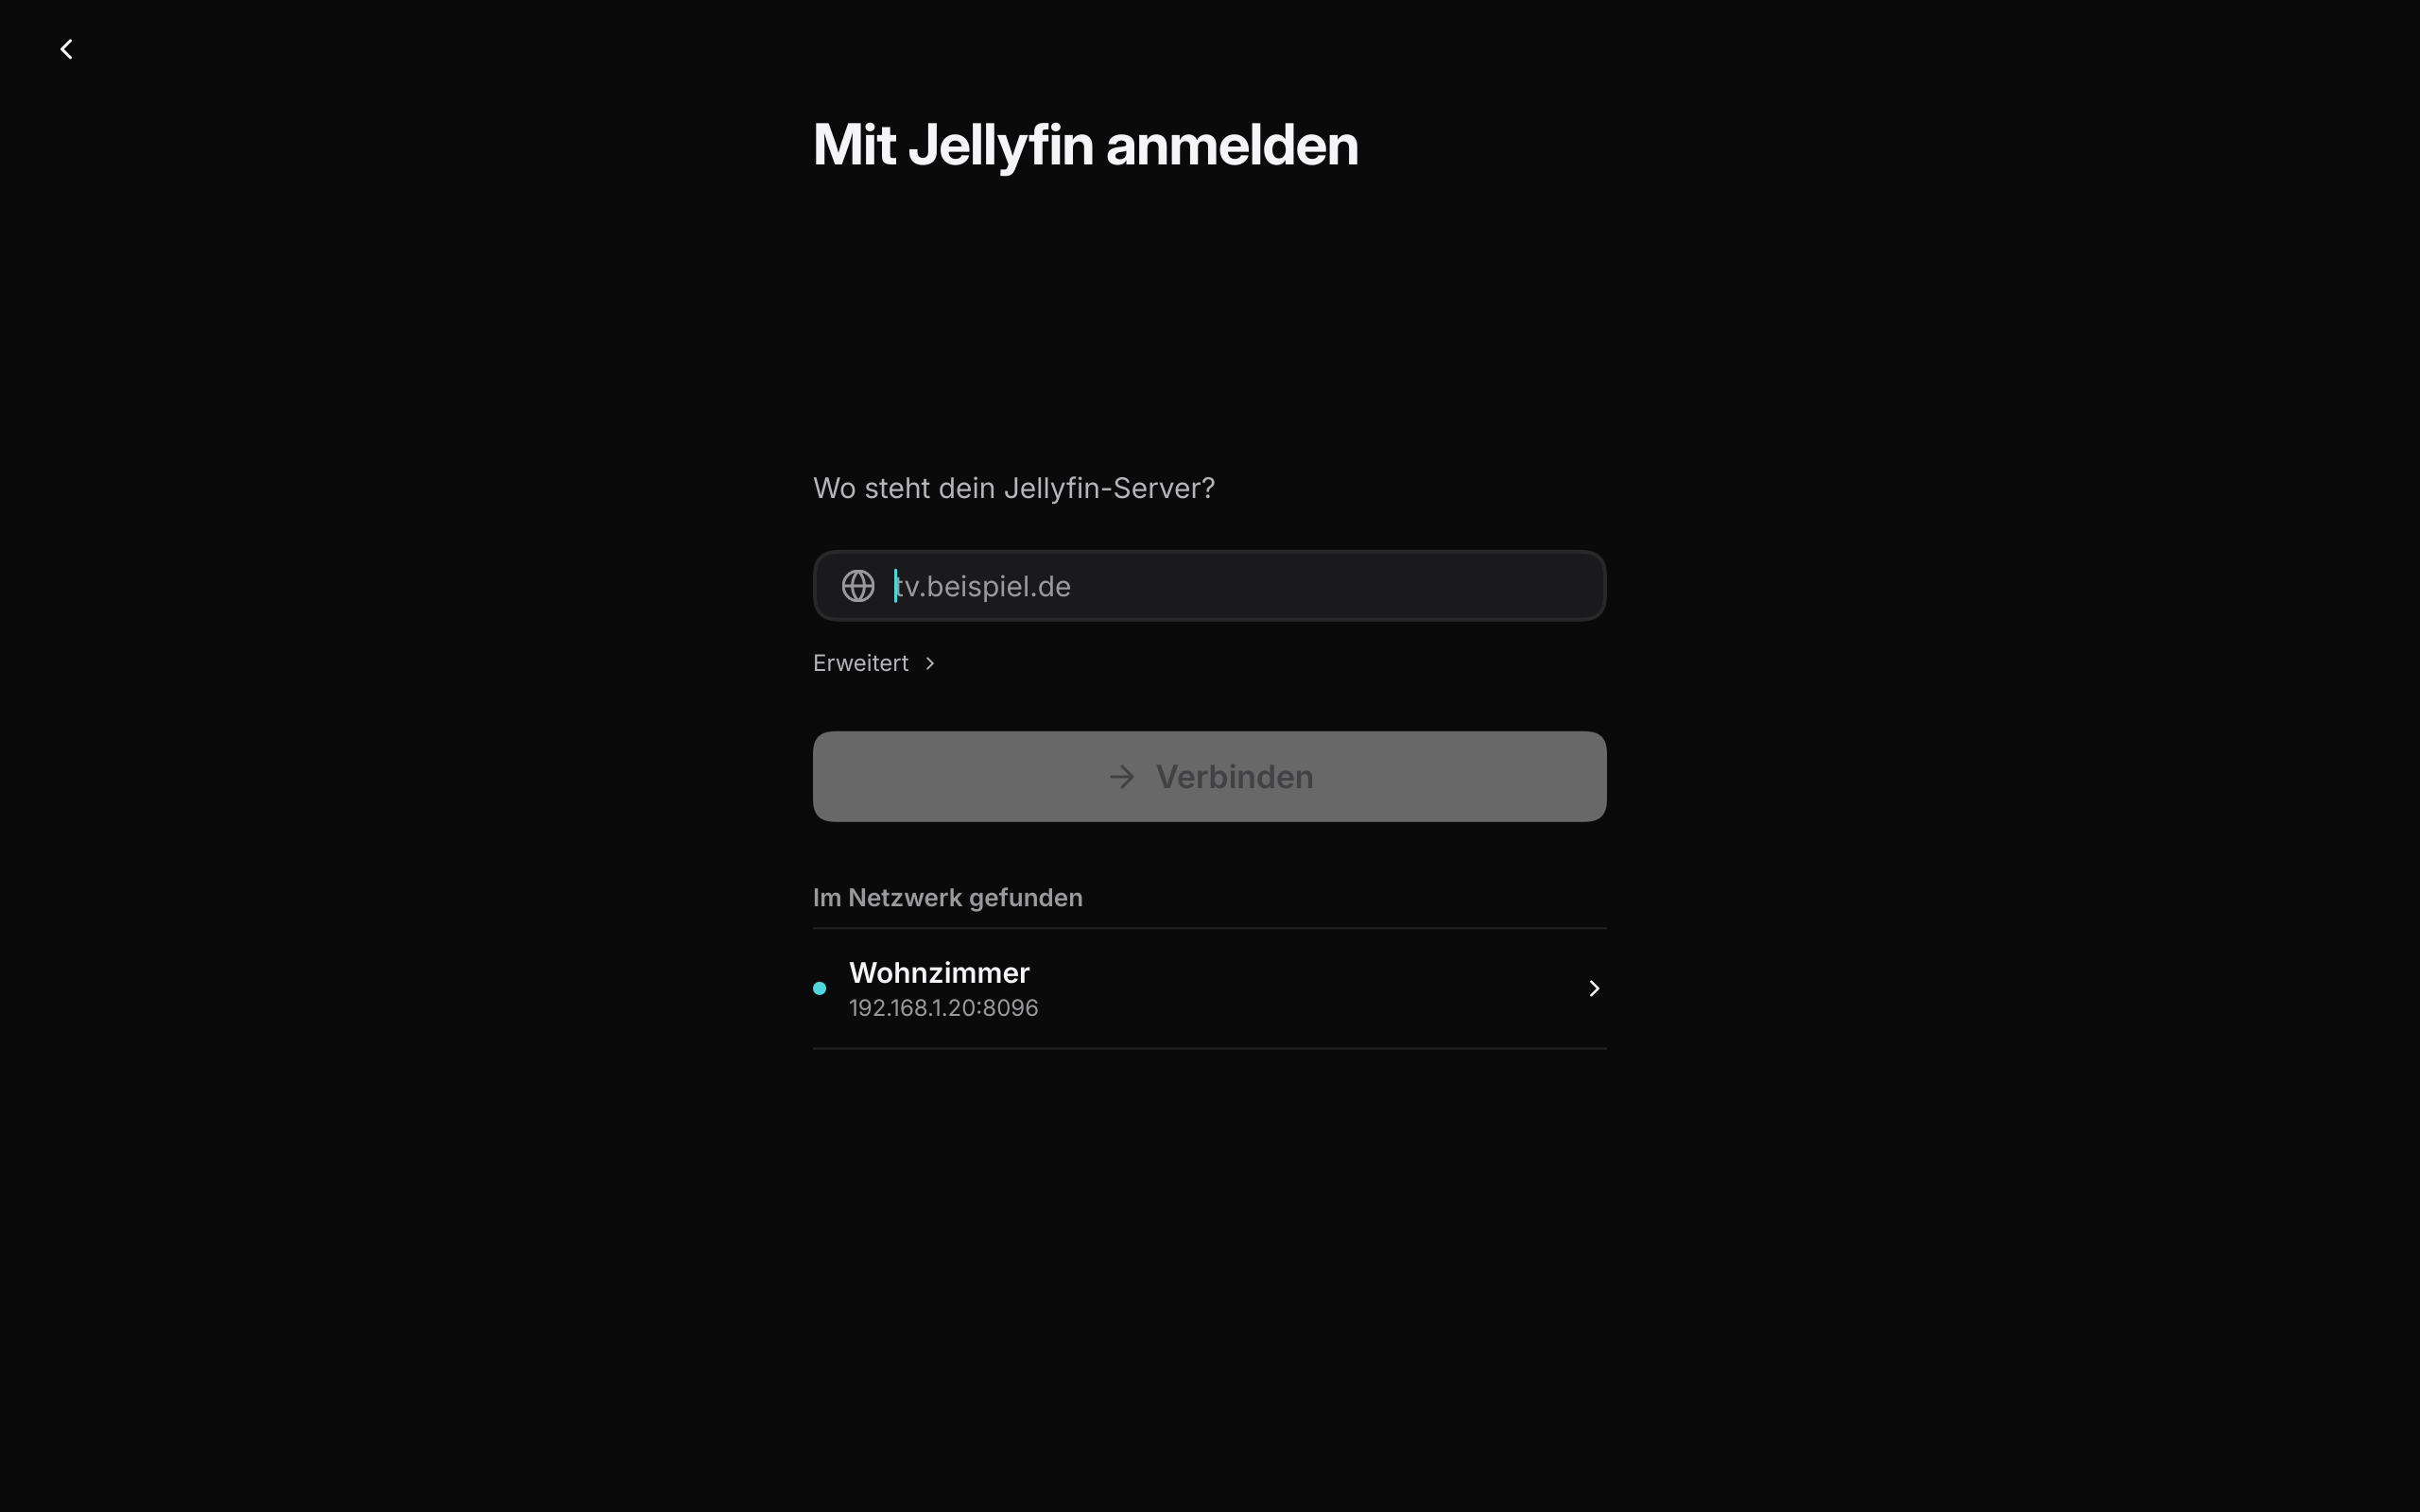 Mit Jellyfin anmelden
Wo steht dein Jellyfin-Server?
tv.beispiel.de
Erweitert
Verbinden
Im Netzwerk gefunden
Wohnzimmer
192.168.1.20:8096